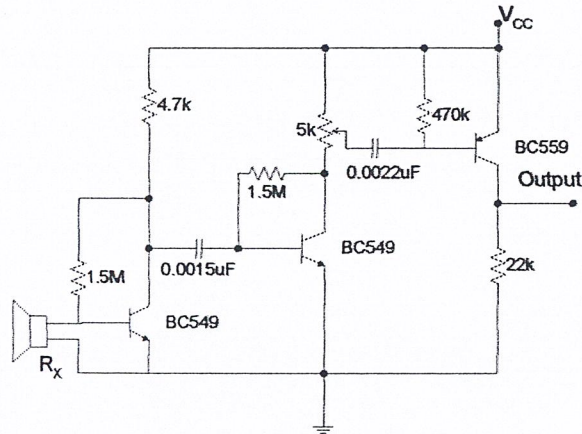 V_CC
4.7k
5k
470k
BC559
0.0022uF
Output
1.5M
BC549
1.5M
0.0015uF
22k
BC549
R_X